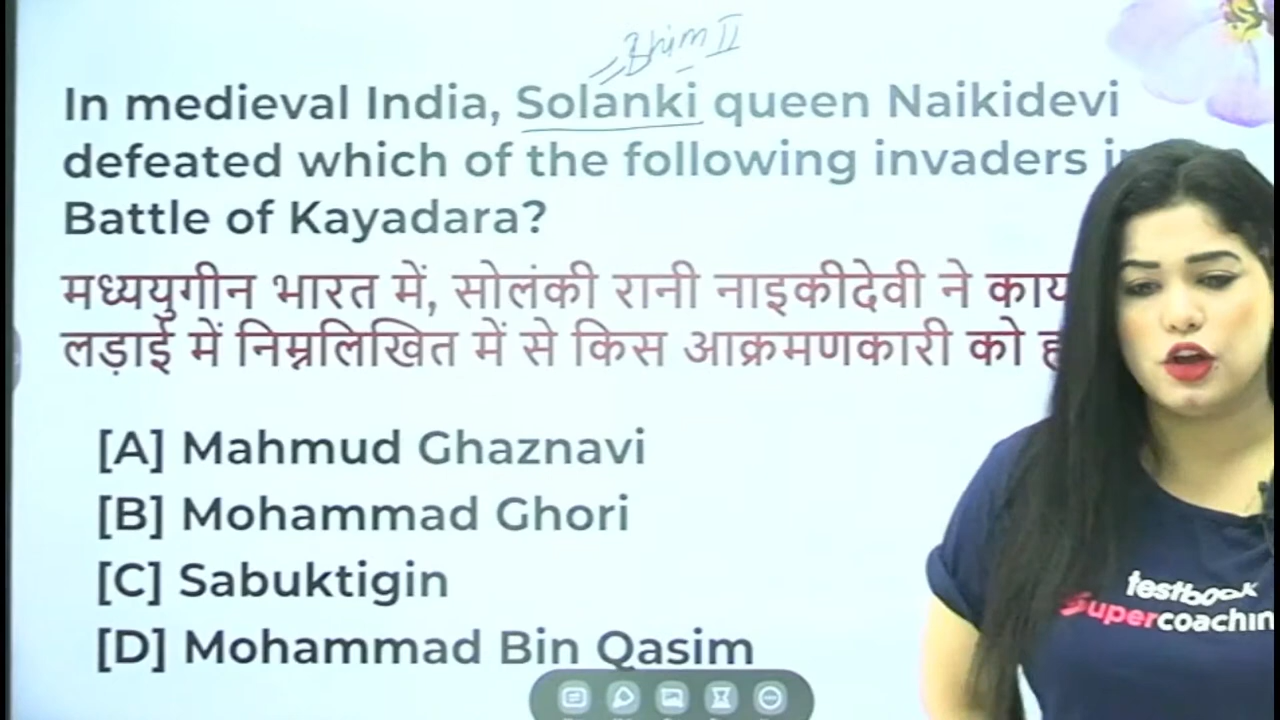 Bhim II
In medieval India, Solanki queen Naikidevi
defeated which of the following invaders
Battle of Kayadara?
मध्ययुगीन भारत में, सोलंकी रानी नाइकीदेवी ने
लड़ाई में निम्नलिखित में से किस आक्रमणकारी को
[A] Mahmud Ghaznavi
[B] Mohammad Ghori
[C] Sabuktigin
[D] Mohammad Bin Qasim
testbook
Supercoachin